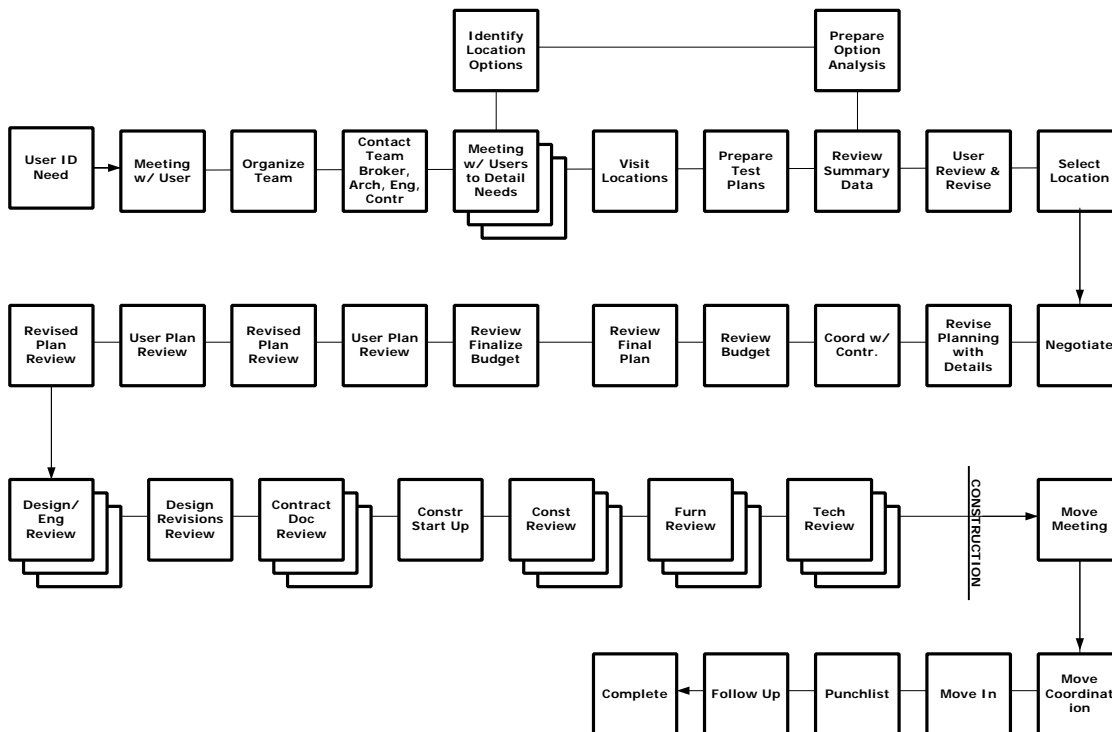 Identify
Location
Options
Prepare
Option
Analysis
User ID
Need
Meeting
w/ User
Organize
Team
Contact
Team
Broker,
Arch, Eng,
Contr
Meeting
w/ Users
to Detail
Needs
Visit
Locations
Prepare
Test
Plans
Review
Summary
Data
User
Review &
Revise
Select
Location
Revised
Plan
Review
User Plan
Review
Revised
Plan
Review
User Plan
Review
Review
Finalize
Budget
Review
Final
Plan
Review
Budget
Coord w/
Contr.
Revise
Planning
with
Details
Negotiate
Design/
Eng
Review
Design
Revisions
Review
Contract
Doc
Review
Constr
Start Up
Const
Review
Furn
Review
Tech
Review
CONSTRUCTION
Move
Meeting
Complete
Follow Up
Punchlist
Move In
Move
Coordinat
ion